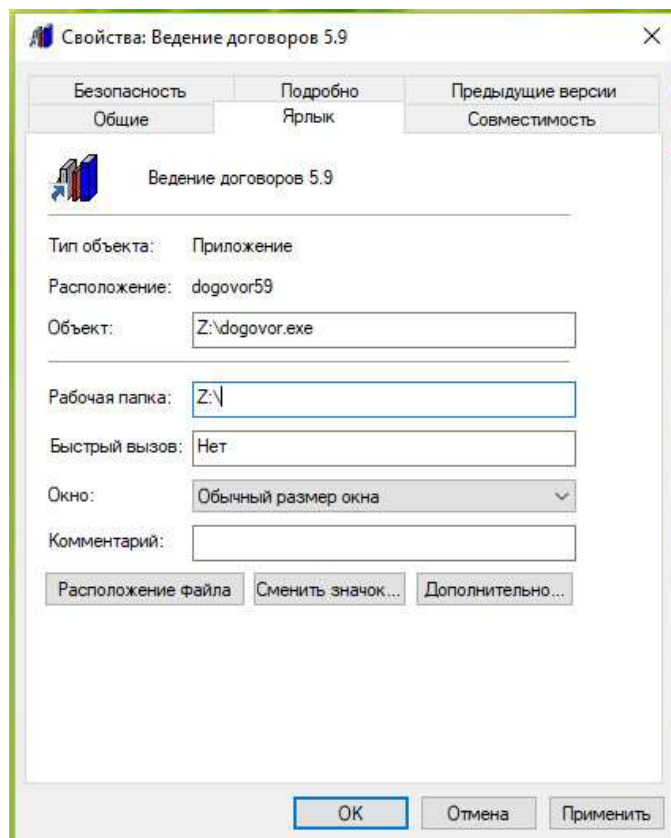 Свойства: Ведение договоров 5.9
Безопасность Подробно Предыдущие версии
Общие Ярлык Совместимость
Ведение договоров 5.9
Тип объекта: Приложение
Расположение: dogovor59
Объект: Z:\dogovor.exe
Рабочая папка: Z:\
Быстрый вызов: Нет
Окно: Обычный размер окна
Комментарий:
Расположение файла Сменить значок... Дополнительно...
ОК Отмена Применить